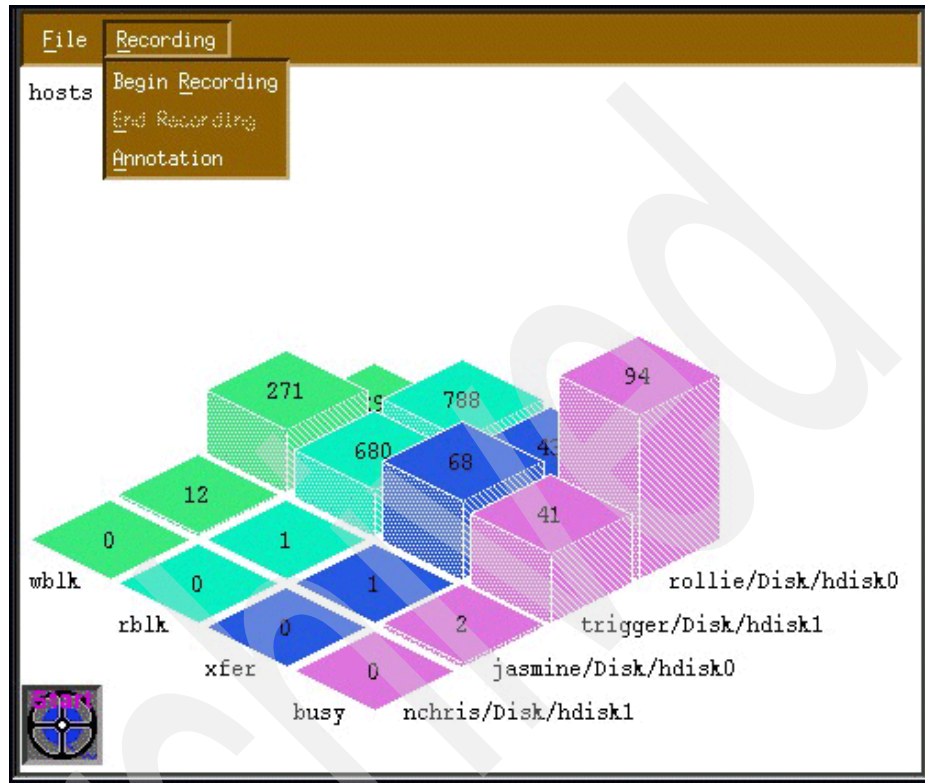 File Recording
Begin Recording
hosts
End Recording
Annotation
94
271
788
680
68
41
12
0
1
0
1
0
2
0
wblk
rblk
xfer
busy
rollie/Disk/hdisk0
trigger/Disk/hdisk1
jasmine/Disk/hdisk0
nchris/Disk/hdisk1
Start